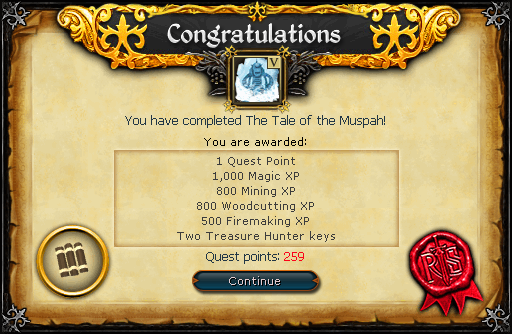 Congratulations
V
You have completed The Tale of the Muspah!
You are awarded:
1 Quest Point
1,000 Magic XP
800 Mining XP
800 Woodcutting XP
500 Firemaking XP
Two Treasure Hunter keys
Quest points: 259
Continue
RS